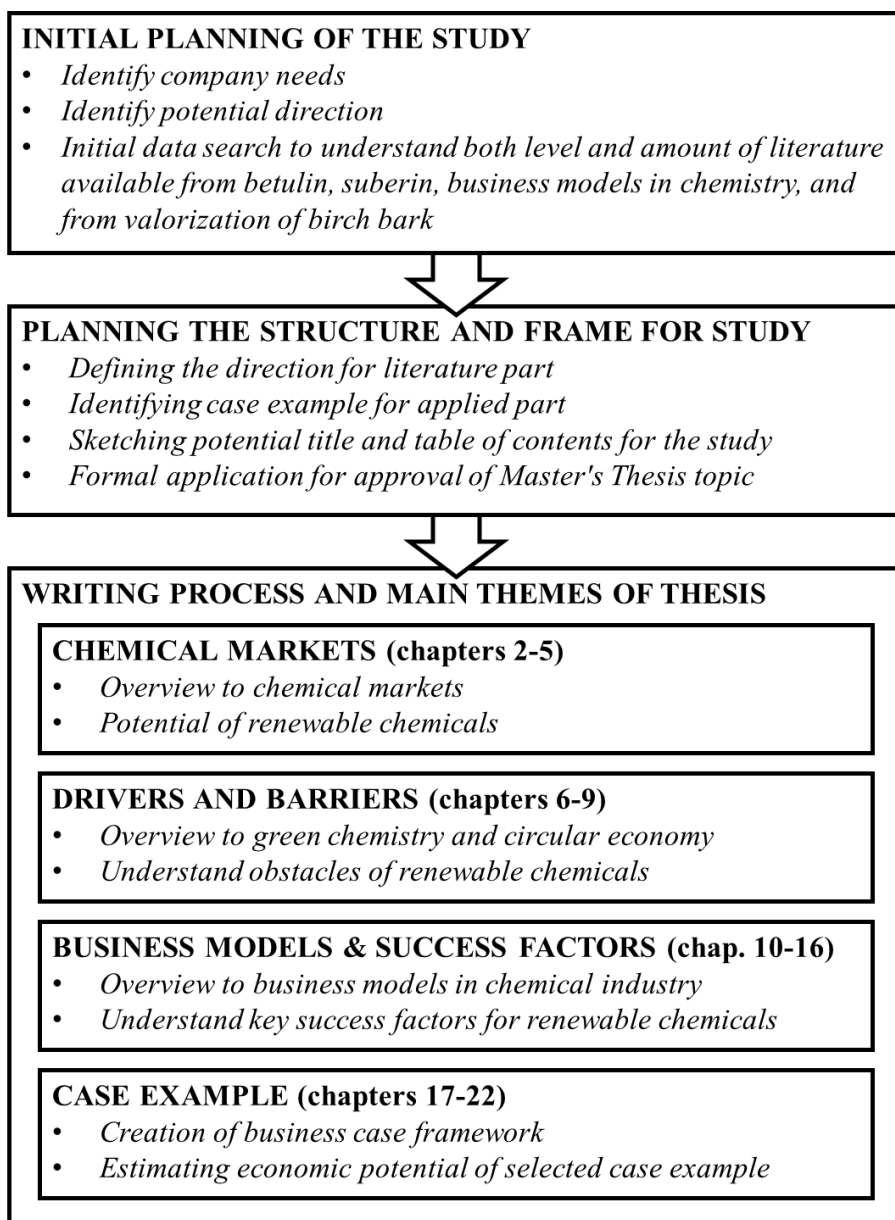 INITIAL PLANNING OF THE STUDY
• Identify company needs
• Identify potential direction
• Initial data search to understand both level and amount of literature
available from betulin, suberin, business models in chemistry, and
from valorization of birch bark
PLANNING THE STRUCTURE AND FRAME FOR STUDY
• Defining the direction for literature part
• Identifying case example for applied part
• Sketching potential title and table of contents for the study
• Formal application for approval of Master's Thesis topic
WRITING PROCESS AND MAIN THEMES OF THESIS
CHEMICAL MARKETS (chapters 2-5)
• Overview to chemical markets
• Potential of renewable chemicals
DRIVERS AND BARRIERS (chapters 6-9)
• Overview to green chemistry and circular economy
• Understand obstacles of renewable chemicals
BUSINESS MODELS & SUCCESS FACTORS (chap. 10-16)
• Overview to business models in chemical industry
• Understand key success factors for renewable chemicals
CASE EXAMPLE (chapters 17-22)
• Creation of business case framework
• Estimating economic potential of selected case example